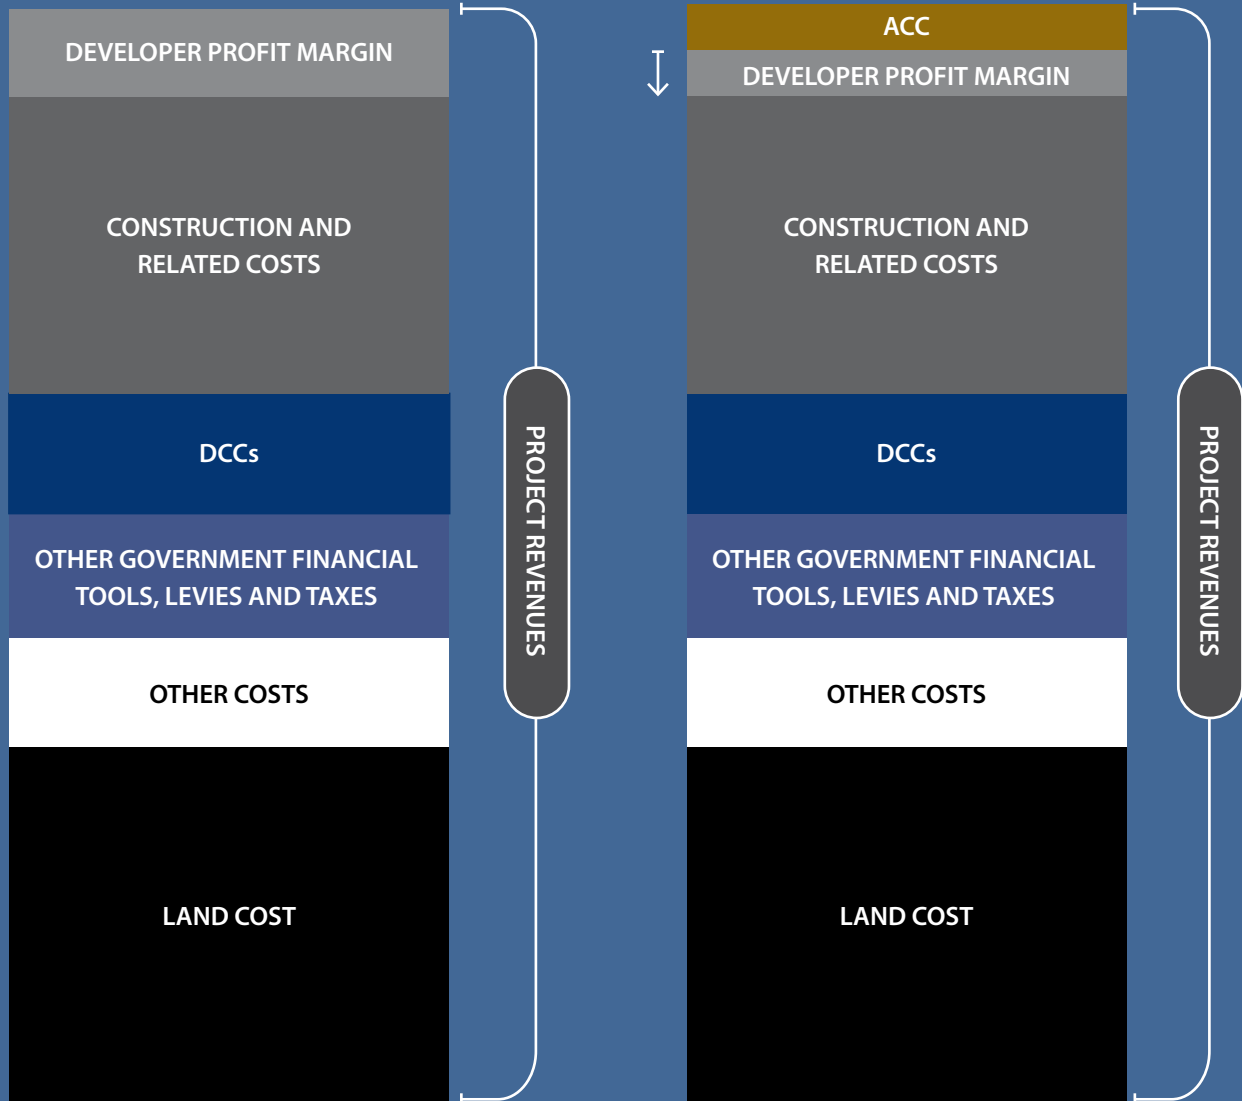 DEVELOPER PROFIT MARGIN
CONSTRUCTION AND
RELATED COSTS
DCCs
OTHER GOVERNMENT FINANCIAL
TOOLS, LEVIES AND TAXES
OTHER COSTS
LAND COST
PROJECT REVENUES
ACC
DEVELOPER PROFIT MARGIN
CONSTRUCTION AND
RELATED COSTS
DCCs
OTHER GOVERNMENT FINANCIAL
TOOLS, LEVIES AND TAXES
OTHER COSTS
LAND COST
PROJECT REVENUES